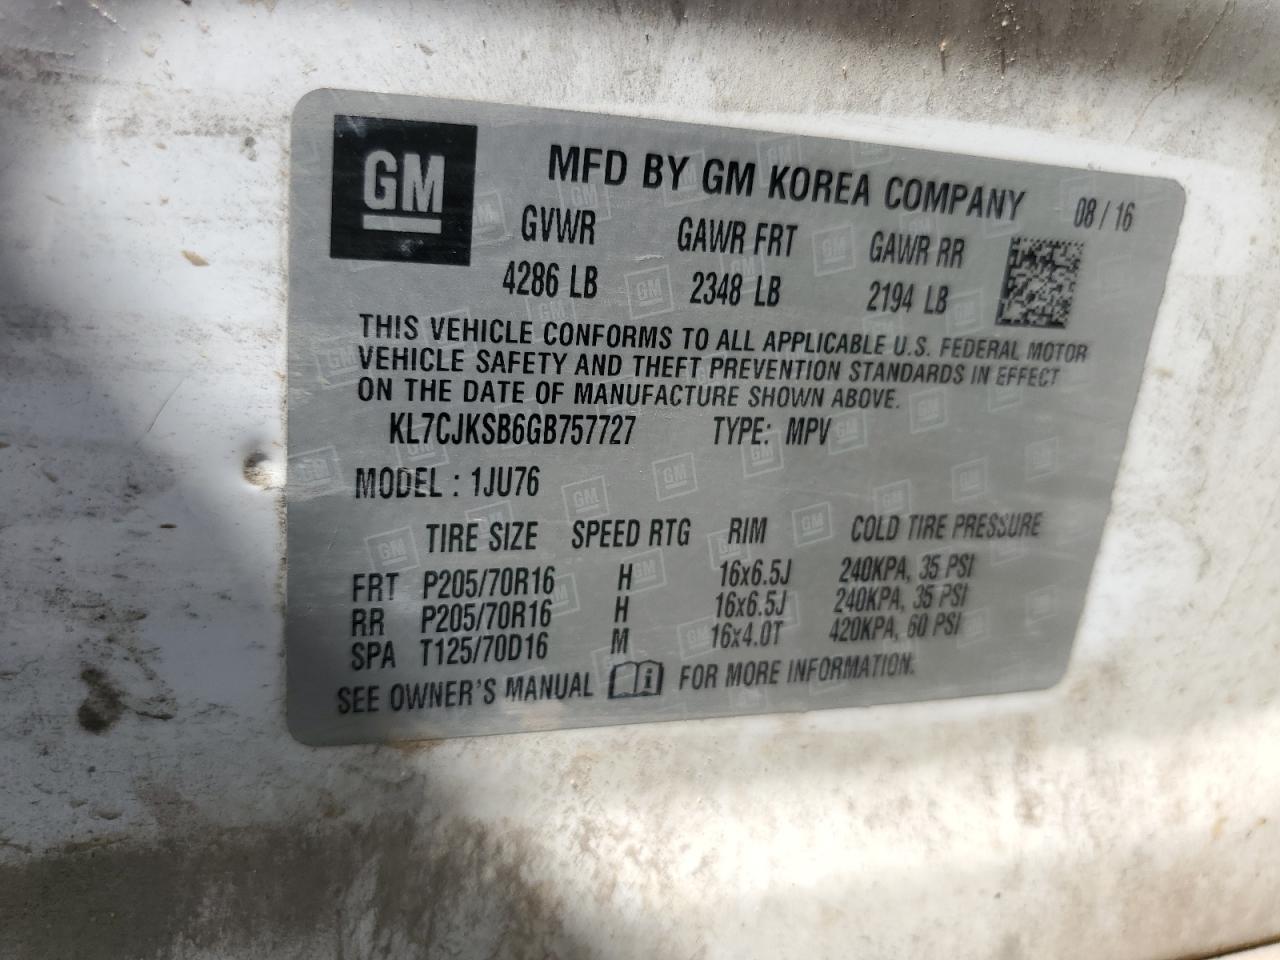 GM
MFD BY GM KOREA COMPANY 08 / 16
GVWR GAWR FRT GAWR RR
4286 LB 2348 LB 2194 LB
THIS VEHICLE CONFORMS TO ALL APPLICABLE U.S. FEDERAL MOTOR
VEHICLE SAFETY AND THEFT PREVENTION STANDARDS IN EFFECT
ON THE DATE OF MANUFACTURE SHOWN ABOVE.
KL7CJKSB6GB757727 TYPE: MPV
MODEL : 1JU76
TIRE SIZE SPEED RTG RIM COLD TIRE PRESSURE
FRT P205/70R16 H 16x6.5J 240KPA, 35 PSI
RR P205/70R16 H 16x6.5J 240KPA, 35 PSI
SPA T125/70D16 M 16x4.0T 420KPA, 60 PSI
SEE OWNER'S MANUAL FOR MORE INFORMATION.